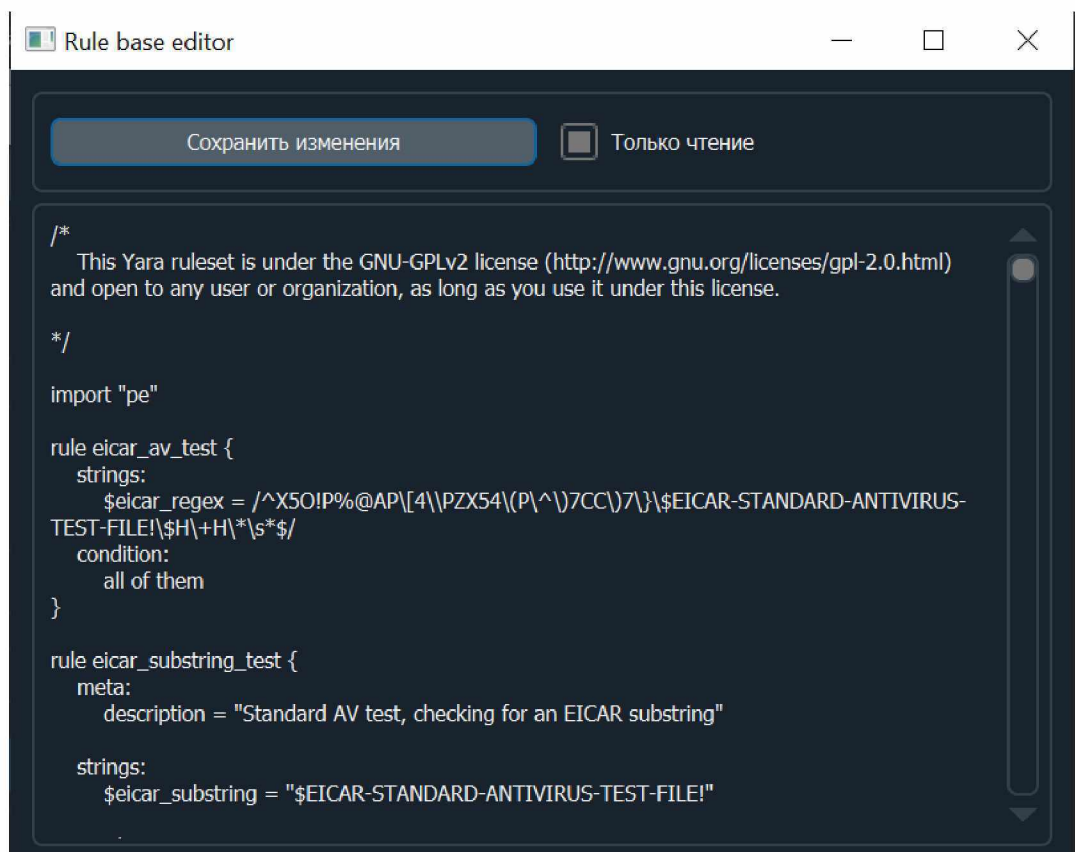 Rule base editor
Сохранить изменения
Только чтение
/*
This Yara ruleset is under the GNU-GPLv2 license (http://www.gnu.org/licenses/gpl-2.0.html)
and open to any user or organization, as long as you use it under this license.
*/
import "pe"
rule eicar_av_test {
strings:
$eicar_regex = /^X5O!P%@AP\[4\\PZX54\(P\^\)7CC\)7\}\$EICAR-STANDARD-ANTIVIRUS-
TEST-FILE!\$H\+H\*\s*$/
condition:
all of them
}
rule eicar_substring_test {
meta:
description = "Standard AV test, checking for an EICAR substring"
strings:
$eicar_substring = "$EICAR-STANDARD-ANTIVIRUS-TEST-FILE!"